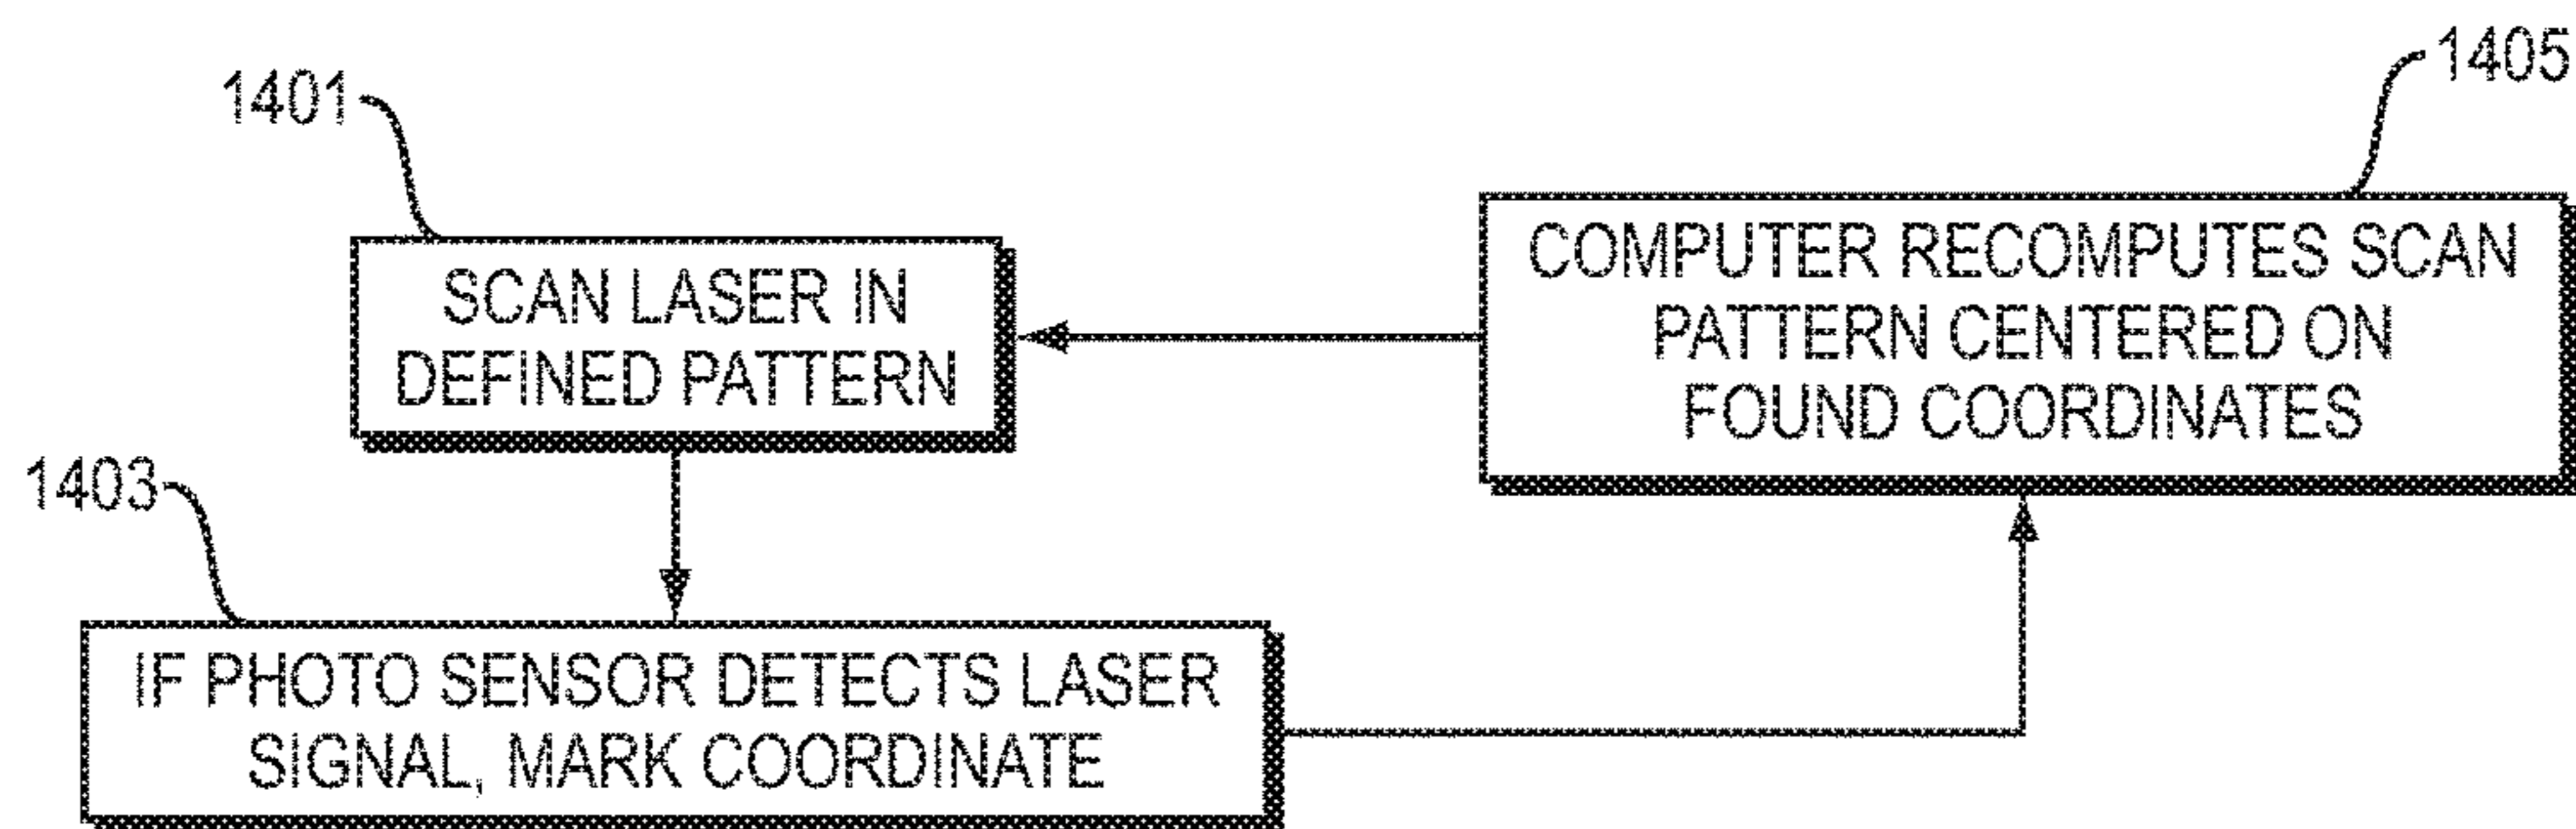 1401
SCAN LASER IN
DEFINED PATTERN
1403
IF PHOTO SENSOR DETECTS LASER
SIGNAL, MARK COORDINATE
1405
COMPUTER RECOMPUTES SCAN
PATTERN CENTERED ON
FOUND COORDINATES